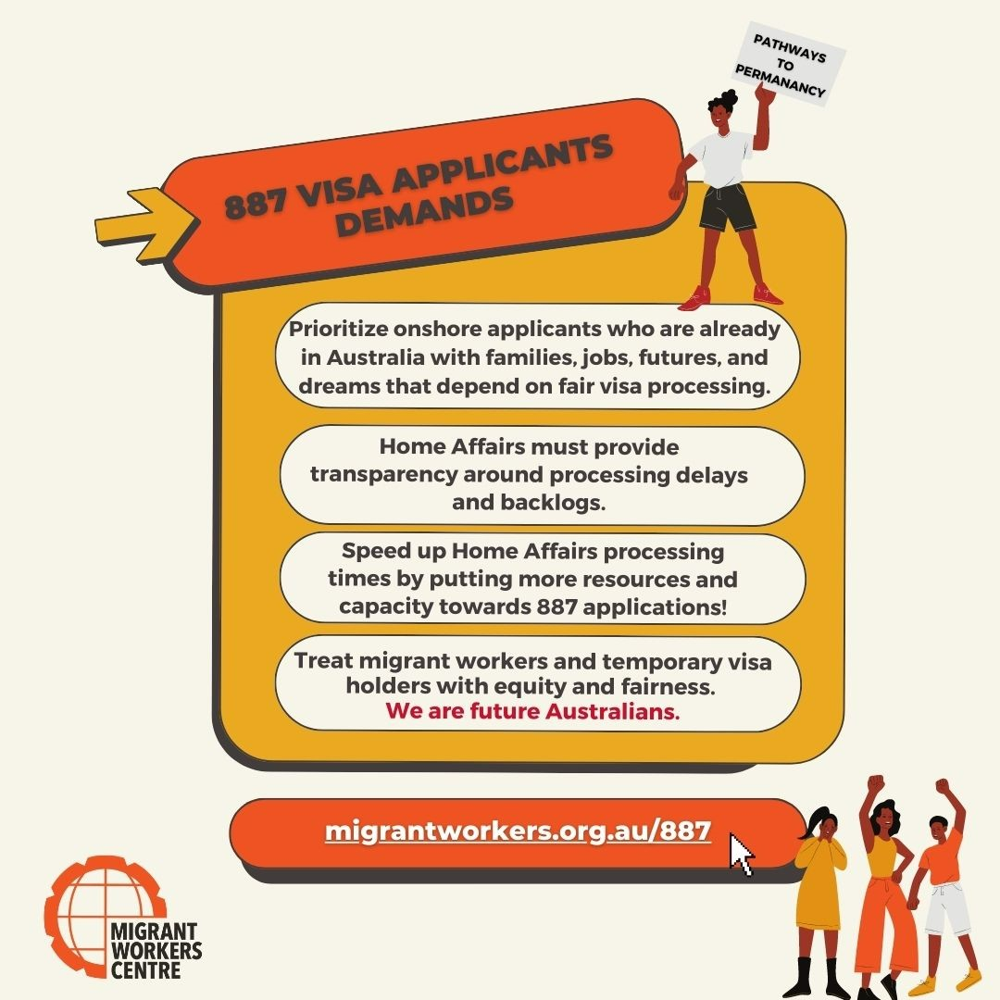 PATHWAYS
TO
PERMANANCY
887 VISA APPLICANTS
DEMANDS
Prioritize onshore applicants who are already
in Australia with families, jobs, futures, and
dreams that depend on fair visa processing.
Home Affairs must provide
transparency around processing delays
and backlogs.
Speed up Home Affairs processing
times by putting more resources and
capacity towards 887 applications!
Treat migrant workers and temporary visa
holders with equity and fairness.
We are future Australians.
migrantworkers.org.au/887
MIGRANT
WORKERS
CENTRE